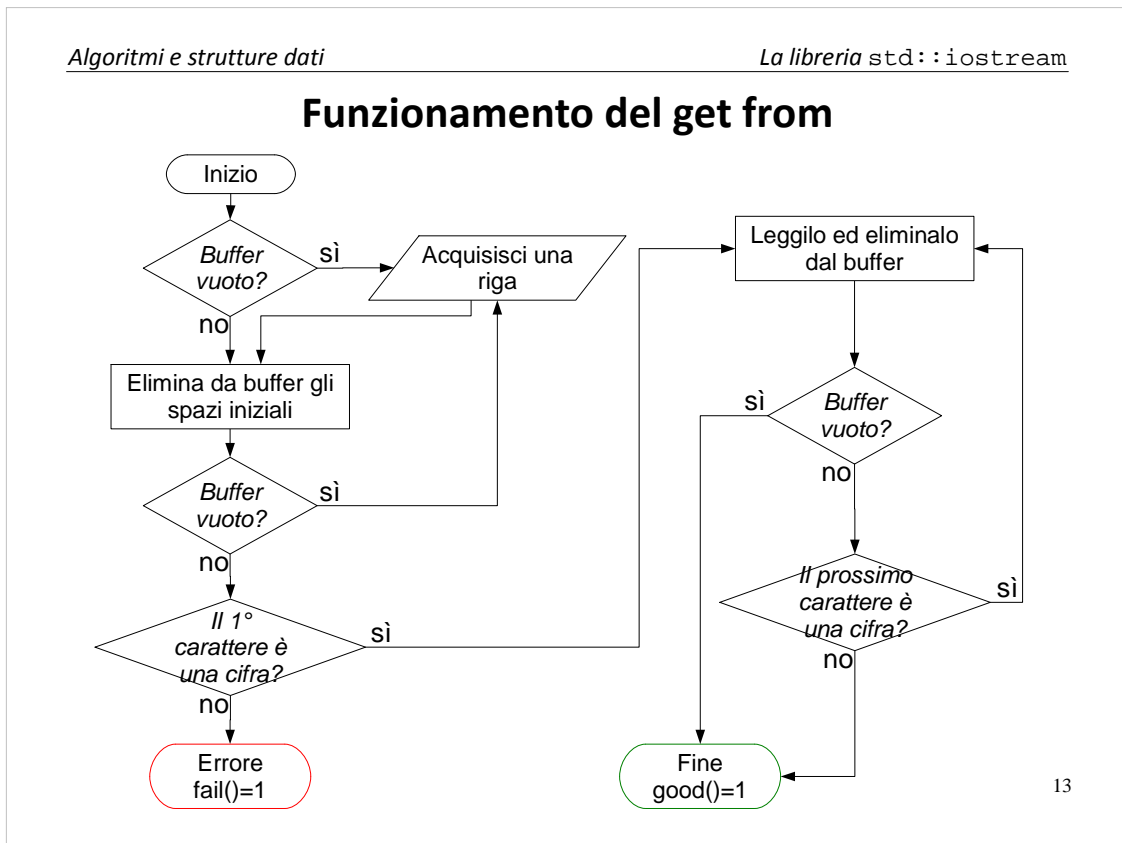 Algoritmi e strutture dati
La libreria std::iostream
Funzionamento del get from
Inizio
Buffer
vuoto?
sì
no
Acquisisci una
riga
Elimina da buffer gli
spazi iniziali
Buffer
vuoto?
sì
no
Il 1°
carattere è
una cifra?
sì
no
Errore
fail()=1
Leggilo ed eliminalo
dal buffer
Buffer
vuoto?
sì
no
Il prossimo
carattere è
una cifra?
sì
no
Fine
good()=1
13